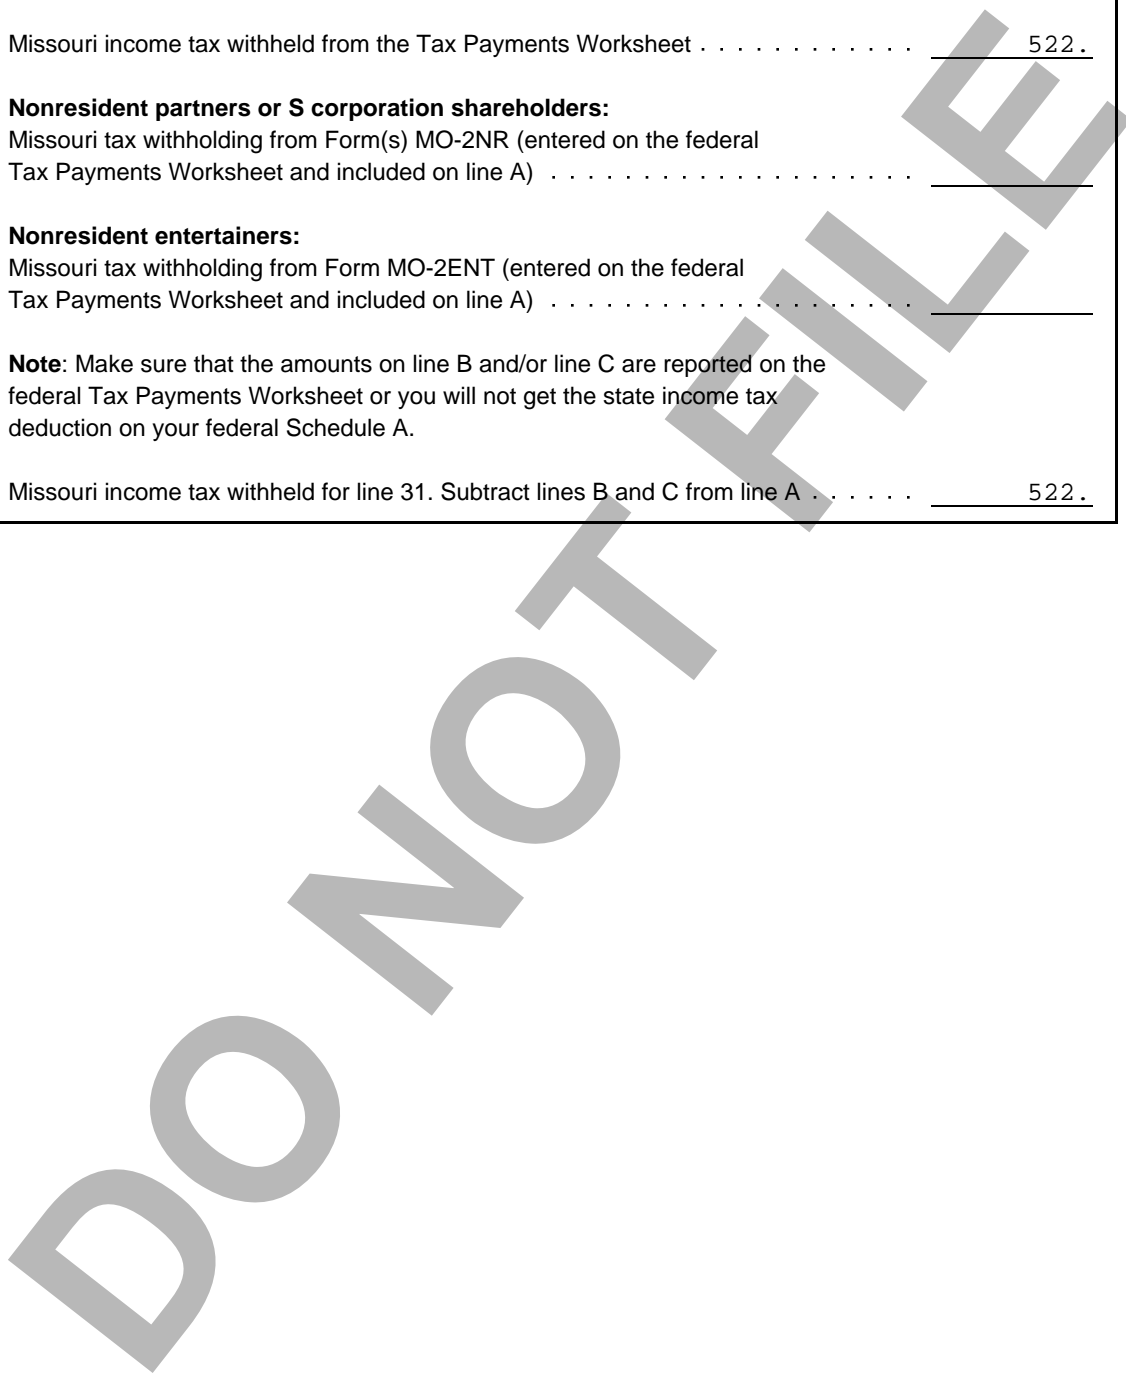 Missouri income tax withheld from the Tax Payments Worksheet . . . . . . . . . . . . 522.
Nonresident partners or S corporation shareholders:
Missouri tax withholding from Form(s) MO-2NR (entered on the federal
Tax Payments Worksheet and included on line A) . . . . . . . . . . . . . . . . . . . .
Nonresident entertainers:
Missouri tax withholding from Form MO-2ENT (entered on the federal
Tax Payments Worksheet and included on line A) . . . . . . . . . . . . . . . . . . . .
Note: Make sure that the amounts on line B and/or line C are reported on the
federal Tax Payments Worksheet or you will not get the state income tax
deduction on your federal Schedule A.
Missouri income tax withheld for line 31. Subtract lines B and C from line A . . . . . . 522.
DO NOT FILE